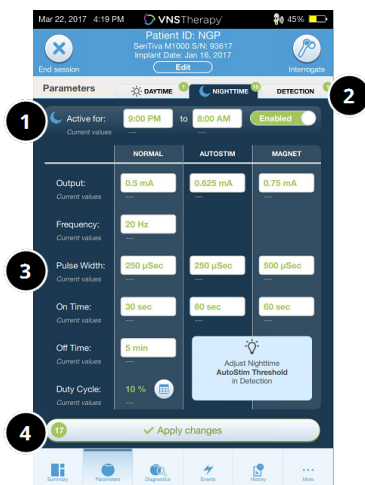 Mar 22, 2017 4:19 PM VNSTherapy® 45%
Patient ID: NGP
SenTiva M1000 S/N: 93617
Implant Date: Jan 16, 2017
End session Edit Interrogate
Parameters DAYTIME NIGHTTIME DETECTION
2
1
Active for: 9:00 PM to 8:00 AM Enabled
Current values --- ---
NORMAL AUTOSTIM MAGNET
Output: 0.5 mA 0.625 mA 0.75 mA
Current values --- --- ---
Frequency: 20 Hz
Current values ---
3
Pulse Width: 250 µSec 250 µSec 500 µSec
Current values --- --- ---
On Time: 30 sec 60 sec 60 sec
Current values --- --- ---
Off Time: 5 min
Current values ---
Adjust Nighttime
AutoStim Threshold
in Detection
Duty Cycle: 10 %
Current values ---
4
17 Apply changes
Summary Parameters Diagnostics Events History More